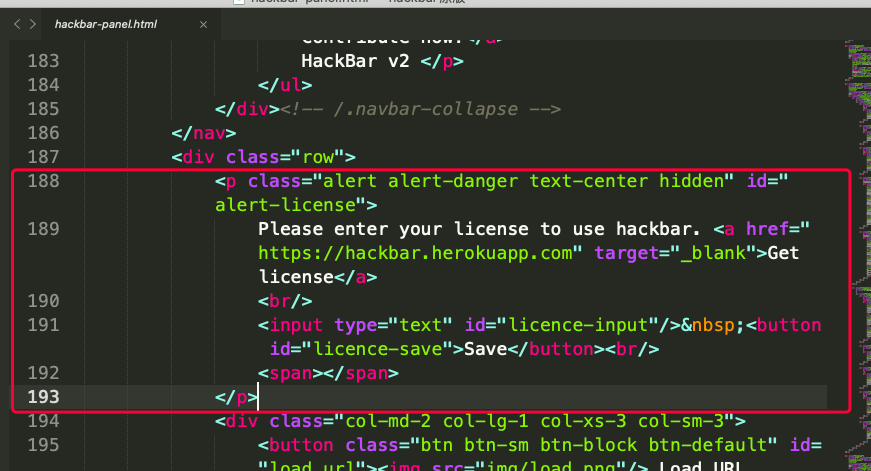 hackbar-panel.html
Contribute now!</a>
183 HackBar v2 </p>
184 </ul>
185 </div><!-- /.navbar-collapse -->
186 </nav>
187 <div class="row">
188 <p class="alert alert-danger text-center hidden" id="
alert-license">
189 Please enter your license to use hackbar. <a href="
https://hackbar.herokuapp.com" target="_blank">Get
license</a>
190 <br/>
191 <input type="text" id="licence-input"/>&nbsp;<button
id="licence-save">Save</button><br/>
192 <span></span>
193 </p>
194 <div class="col-md-2 col-lg-1 col-xs-3 col-sm-3">
195 <button class="btn btn-sm btn-block btn-default" id=
"load_url"><img src="img/load.png"/> Load URL